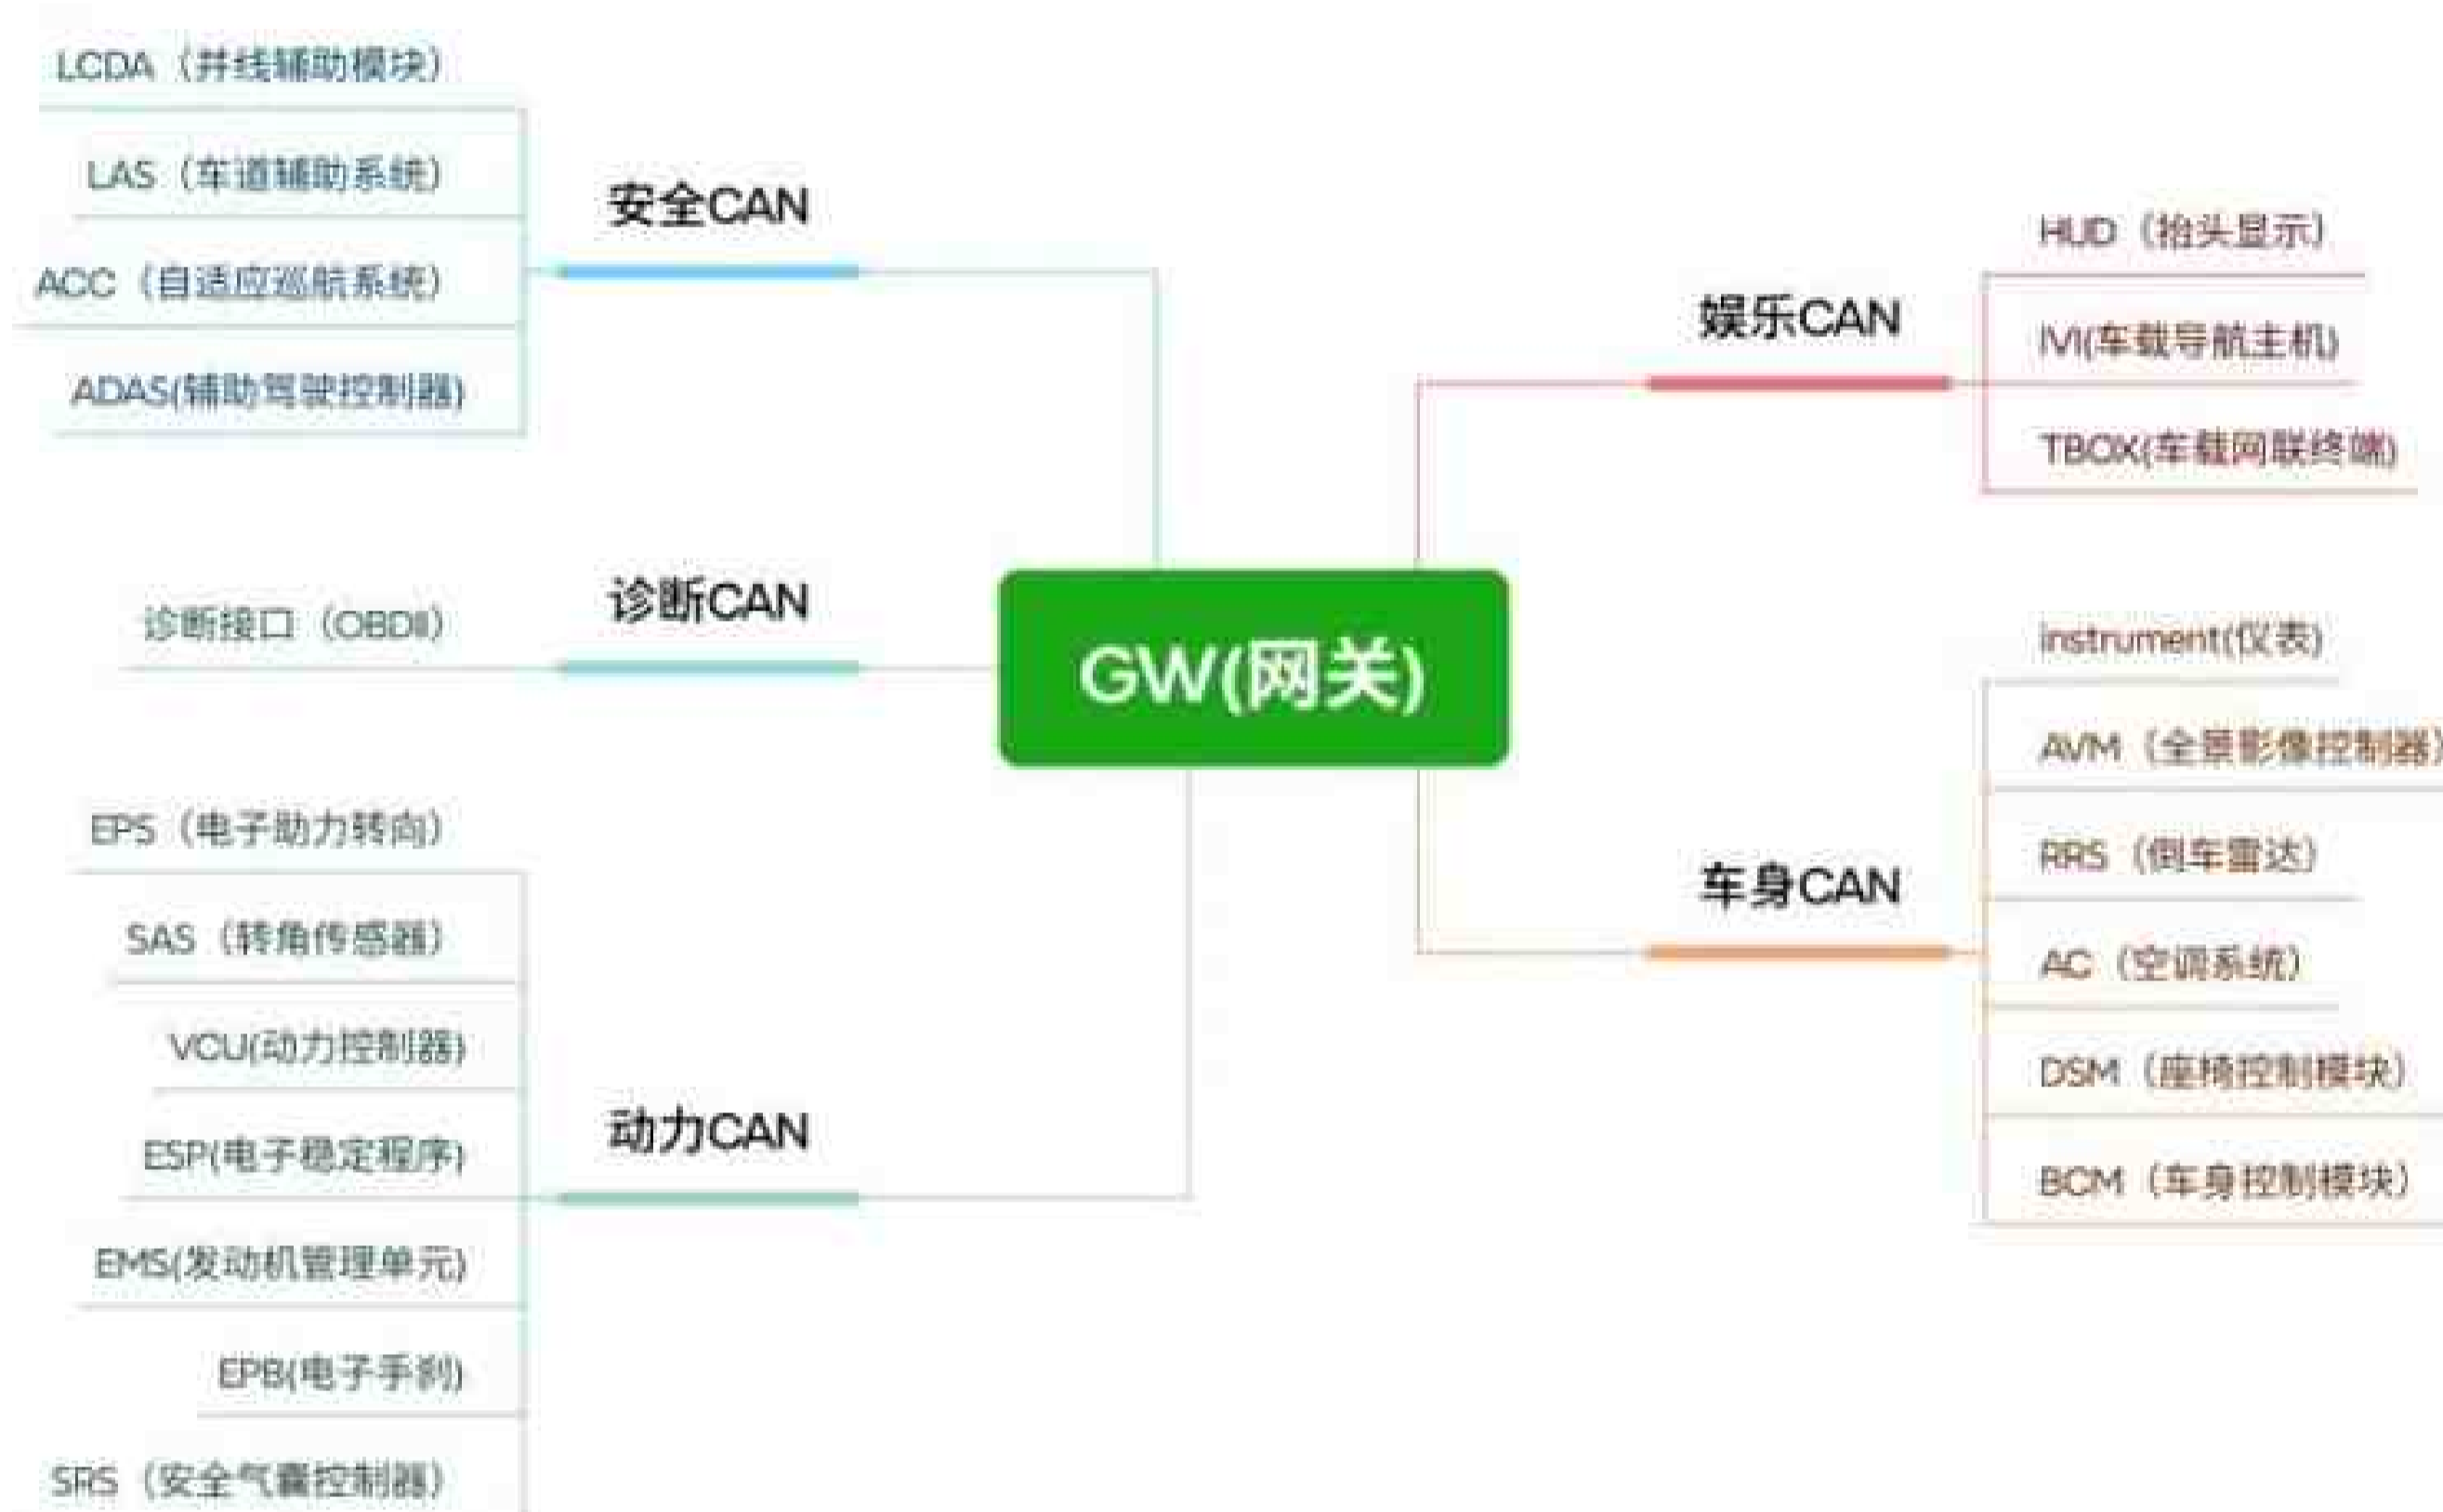 LCDA（并线辅助模块）
LAS（车道辅助系统）
ACC（自适应巡航系统）
ADAS(辅助驾驶控制器)
安全CAN
诊断接口（OBDII）
诊断CAN
EPS（电子助力转向）
SAS（转角传感器）
VCU(动力控制器)
ESP(电子稳定程序)
EMS(发动机管理单元)
EPB(电子手刹)
SRS（安全气囊控制器）
动力CAN
GW(网关)
娱乐CAN
HUD（抬头显示）
IVI(车载导航主机)
TBOX(车载网联终端)
车身CAN
instrument(仪表)
AVM（全景影像控制器）
RRS（倒车雷达）
AC（空调系统）
DSM（座椅控制模块）
BCM（车身控制模块）